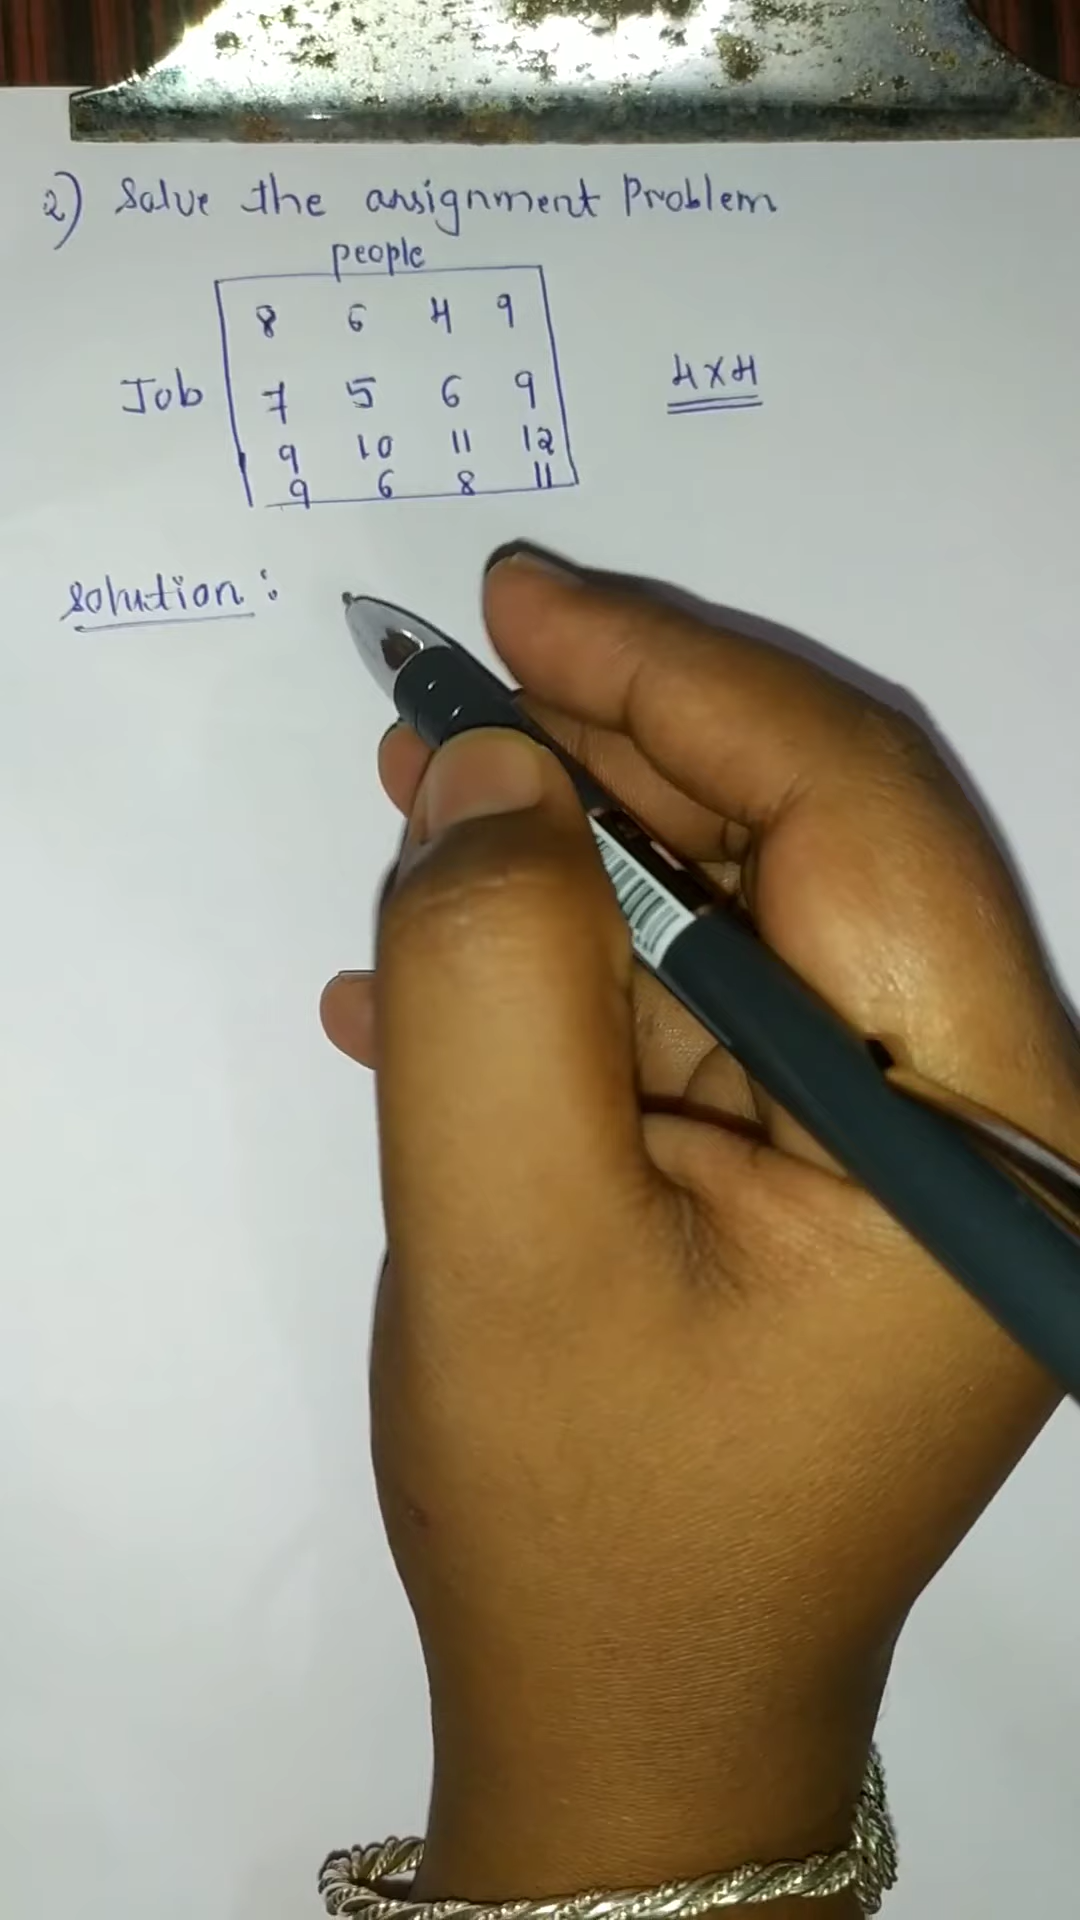 2) Solve the assignment Problem
people
8 6 4 9
Job 7 5 6 9 4x4
9 10 11 12
9 6 8 11
solution :